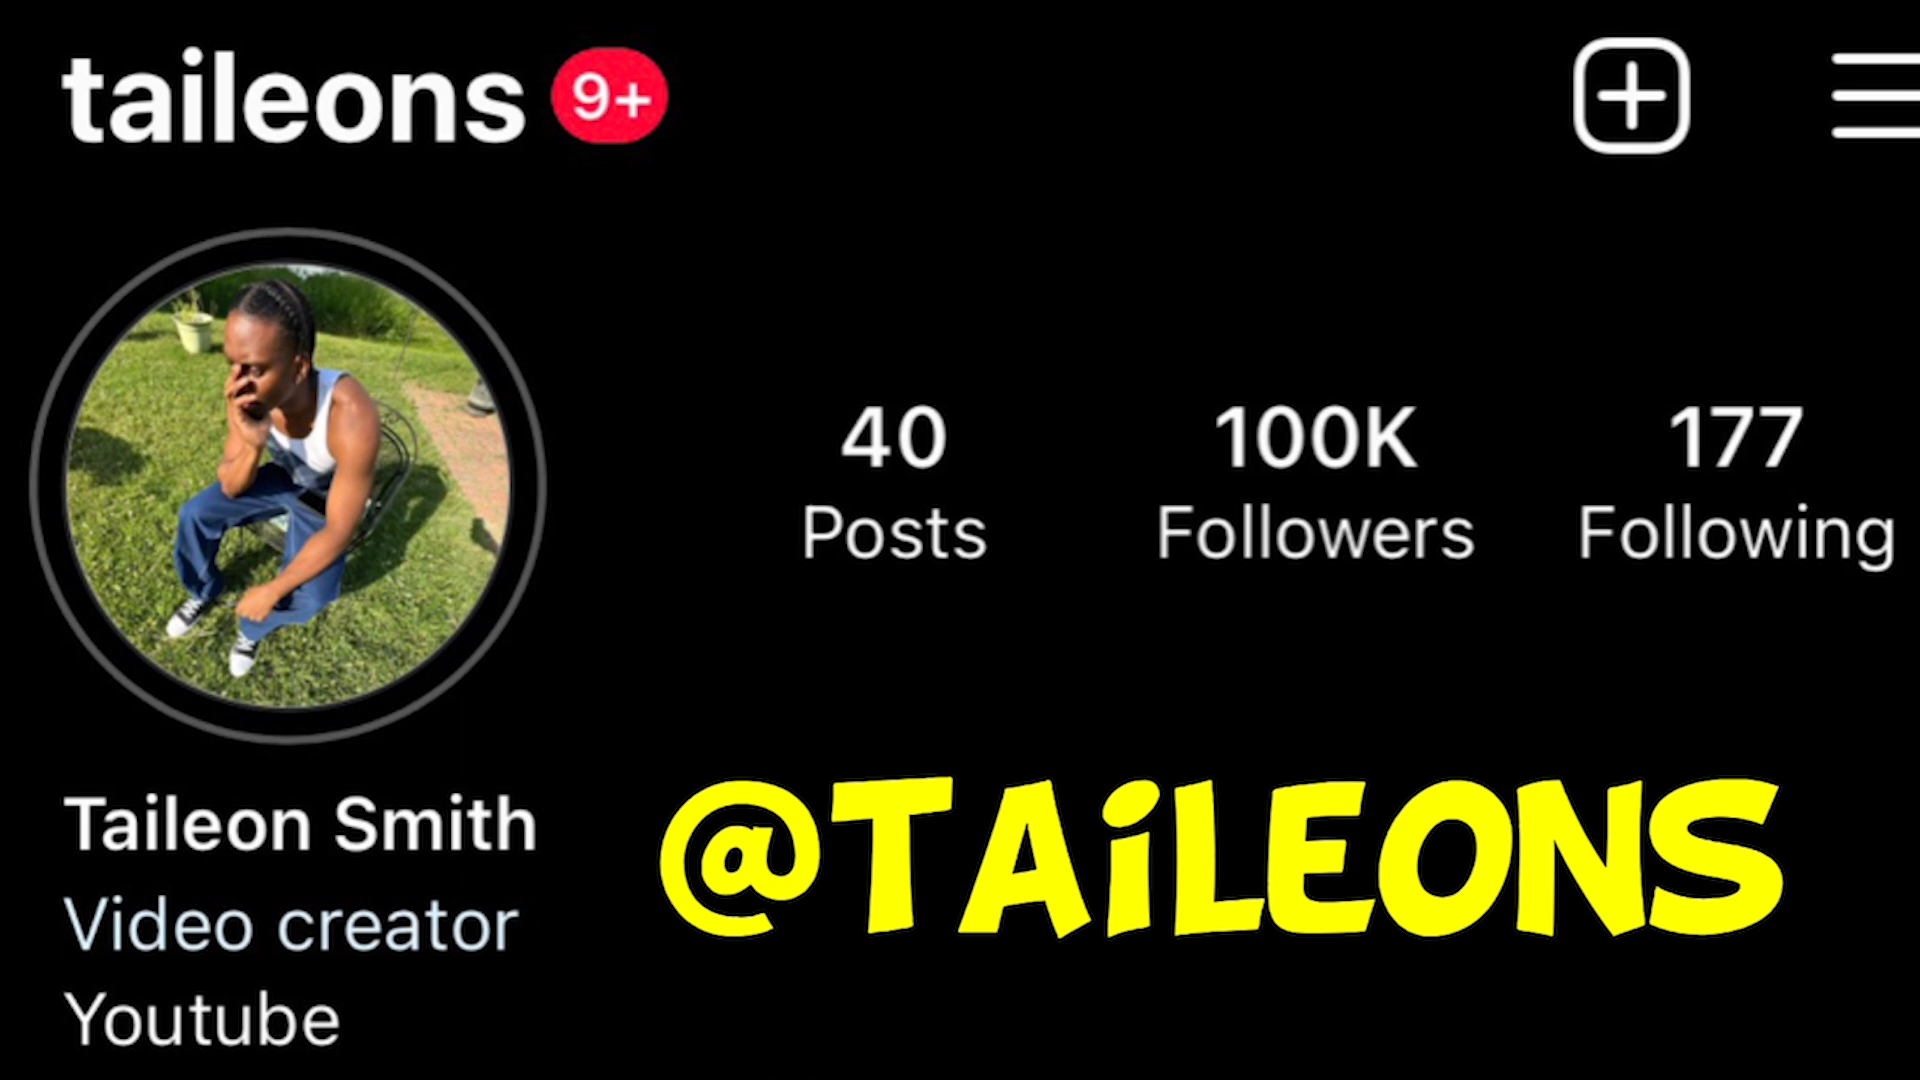 taileons 9+
40 100K 177
Posts Followers Following
Taileon Smith
@TAiLEONS
Video creator
Youtube